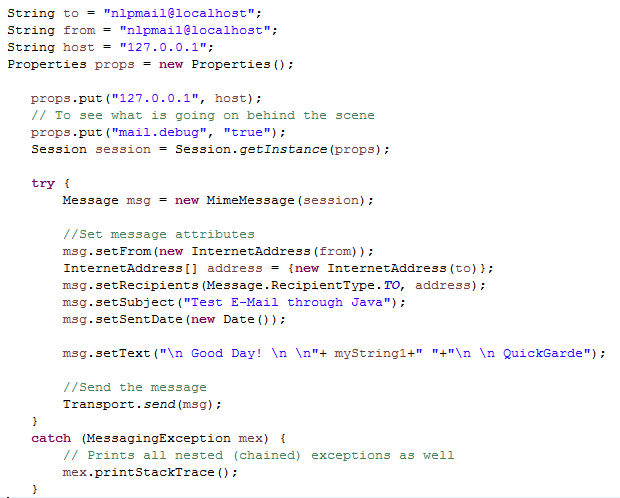 String to = "nlpmail@localhost";
String from = "nlpmail@localhost";
String host = "127.0.0.1";
Properties props = new Properties();
props.put("127.0.0.1", host);
// To see what is going on behind the scene
props.put("mail.debug", "true");
Session session = Session.getInstance(props);
try {
Message msg = new MimeMessage(session);
//Set message attributes
msg.setFrom(new InternetAddress(from));
InternetAddress[] address = {new InternetAddress(to)};
msg.setRecipients(Message.RecipientType.TO, address);
msg.setSubject("Test E-Mail through Java");
msg.setSentDate(new Date());
msg.setText("\n Good Day! \n \n"+ myString1+" "+"\n \n QuickGarde");
//Send the message
Transport.send(msg);
}
catch (MessagingException mex) {
// Prints all nested (chained) exceptions as well
mex.printStackTrace();
}